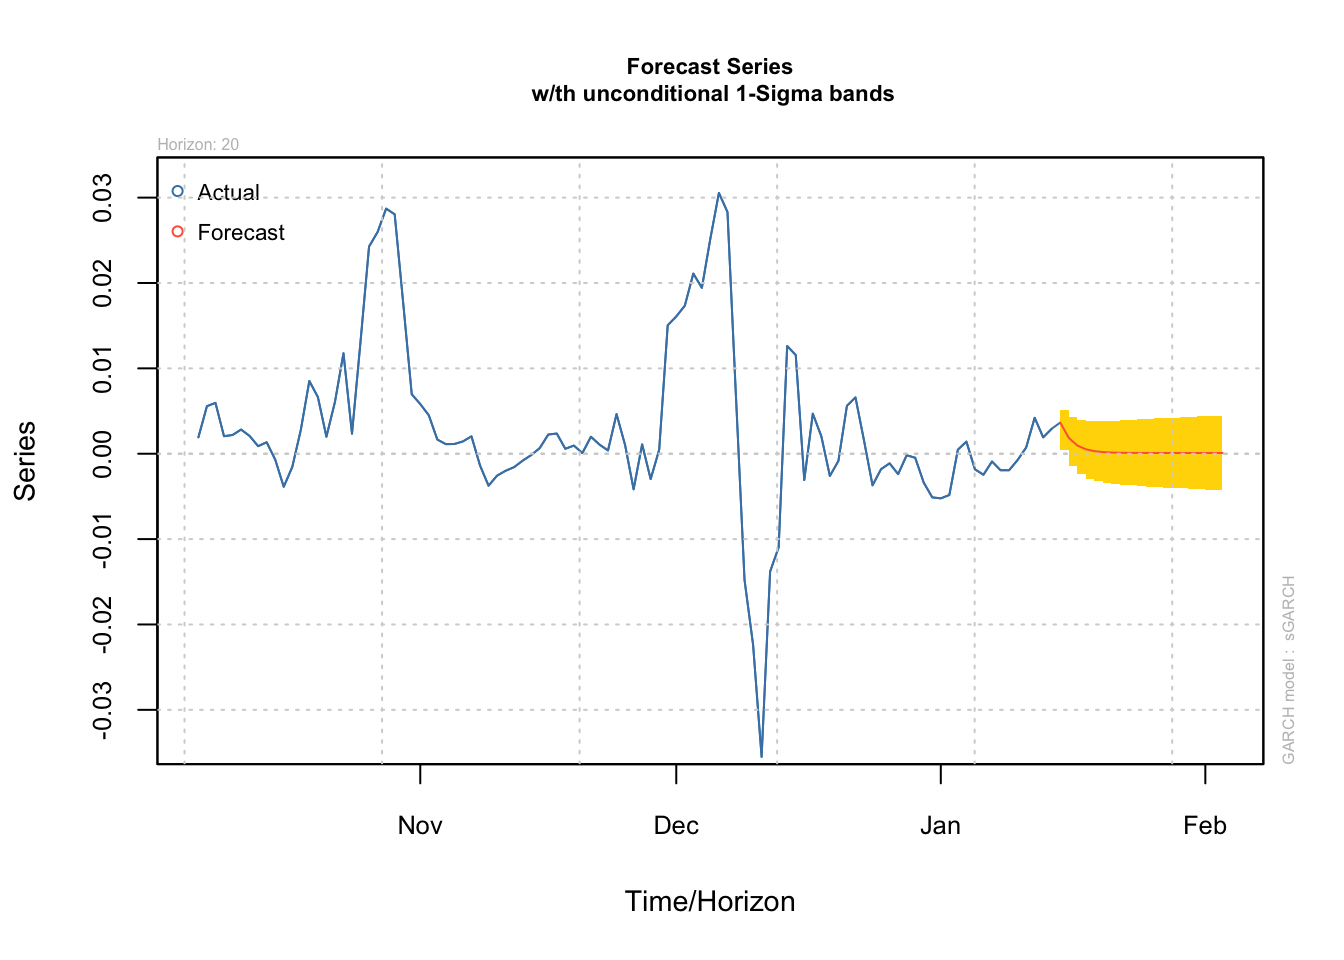 Forecast Series
w/th unconditional 1-Sigma bands
Horizon: 20
Actual
Forecast
0.03
0.02
0.01
0.00
-0.01
-0.02
-0.03
Series
Nov
Dec
Jan
Feb
Time/Horizon
GARCH model : sGARCH